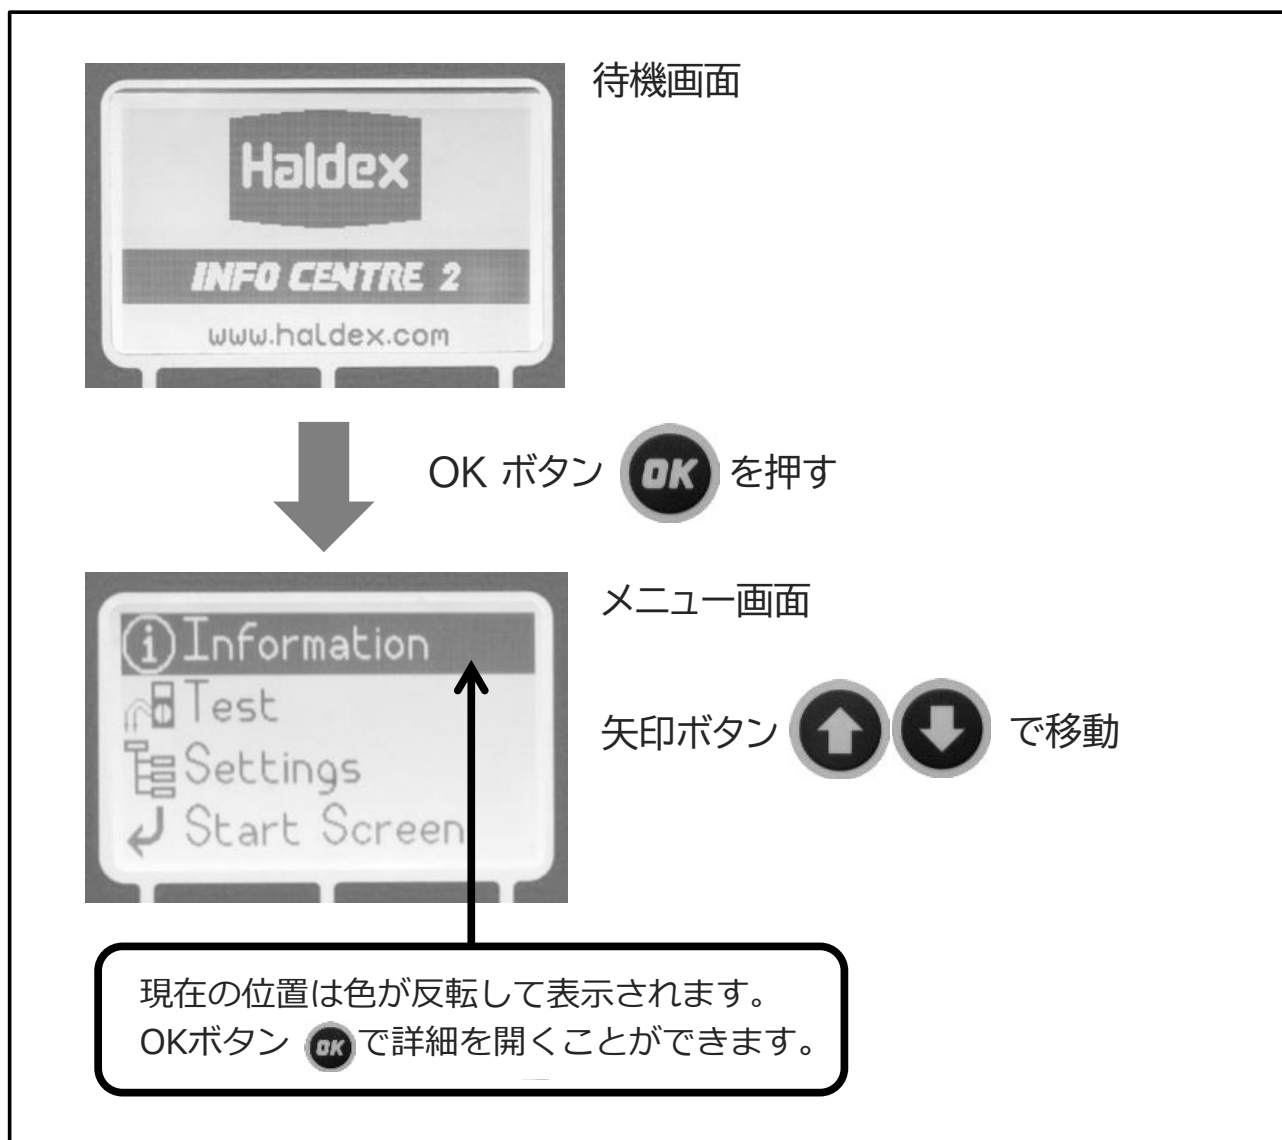 待機画面
Haldex
INFO CENTRE 2
www.haldex.com
OK ボタン OK を押す
メニュー画面
Information
Test
Settings
Start Screen
矢印ボタン で移動
現在の位置は色が反転して表示されます。
OKボタン OK で詳細を開くことができます。